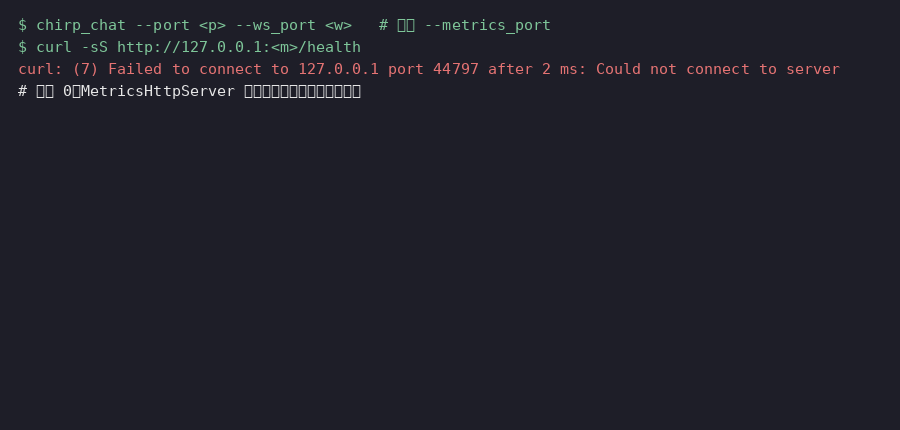 $ chirp_chat --port <p> --ws_port <w>   # --metrics_port
$ curl -sS http://127.0.0.1:<m>/health
curl: (7) Failed to connect to 127.0.0.1 port 44797 after 2 ms: Could not connect to server
# 0 MetricsHttpServer